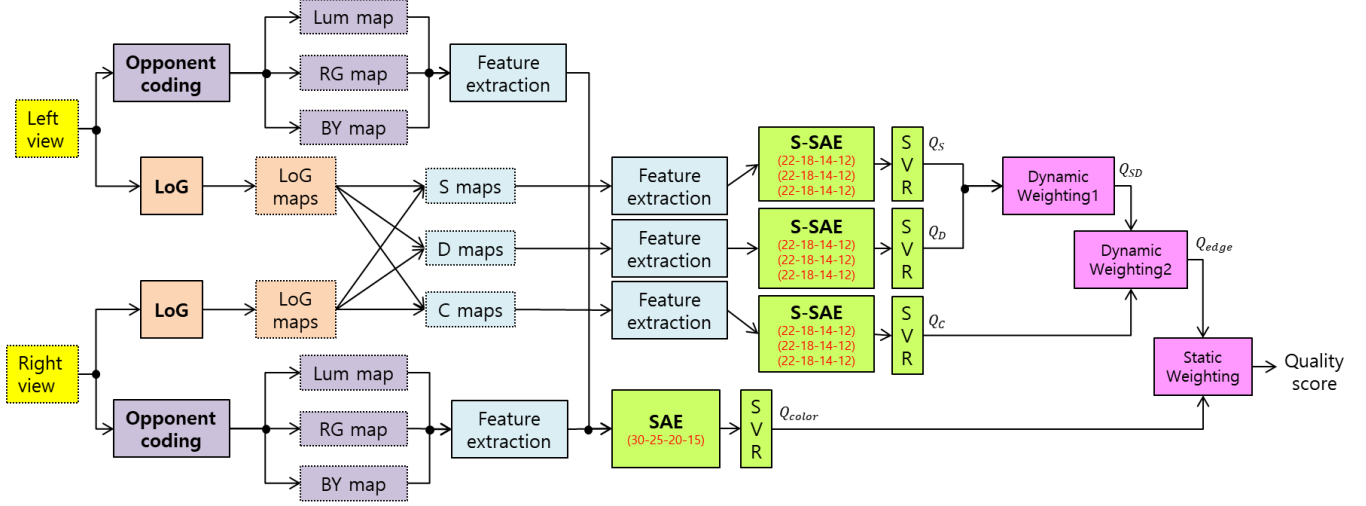 Left
view
Opponent
coding
Lum map
RG map
BY map
Feature
extraction
LoG
LoG
maps
S maps
D maps
C maps
LoG
LoG
maps
Right
view
Opponent
coding
Lum map
RG map
BY map
Feature
extraction
Feature
extraction
Feature
extraction
Feature
extraction
S-SAE
(22-18-14-12)
(22-18-14-12)
(22-18-14-12)
S
V
R
Q_S
S-SAE
(22-18-14-12)
(22-18-14-12)
(22-18-14-12)
S
V
R
Q_D
S-SAE
(22-18-14-12)
(22-18-14-12)
(22-18-14-12)
S
V
R
Q_C
SAE
(30-25-20-15)
S
V
R
Q_color
Dynamic
Weighting1
Q_SD
Dynamic
Weighting2
Q_edge
Static
Weighting
Quality
score